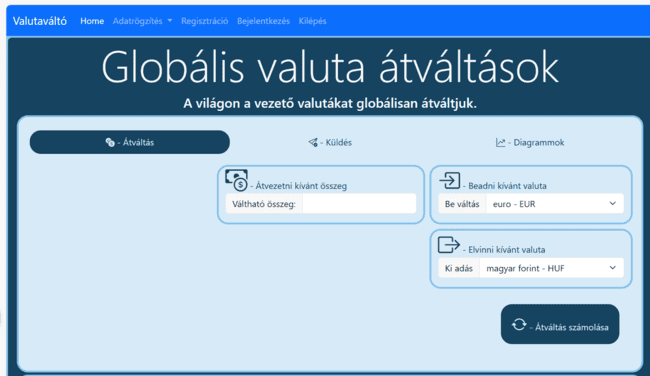 Valutaváltó Home Adatrögzítés Regisztráció Bejelentkezés Kilépés
Globális valuta átváltások
A világon a vezető valutákat globálisan átváltjuk.
- Átváltás
- Küldés
- Diagrammok
- Átvezetni kívánt összeg
Váltható összeg:
- Beadni kívánt valuta
Be váltás euro - EUR
- Elvinni kívánt valuta
Ki adás magyar forint - HUF
- Átváltás számolása